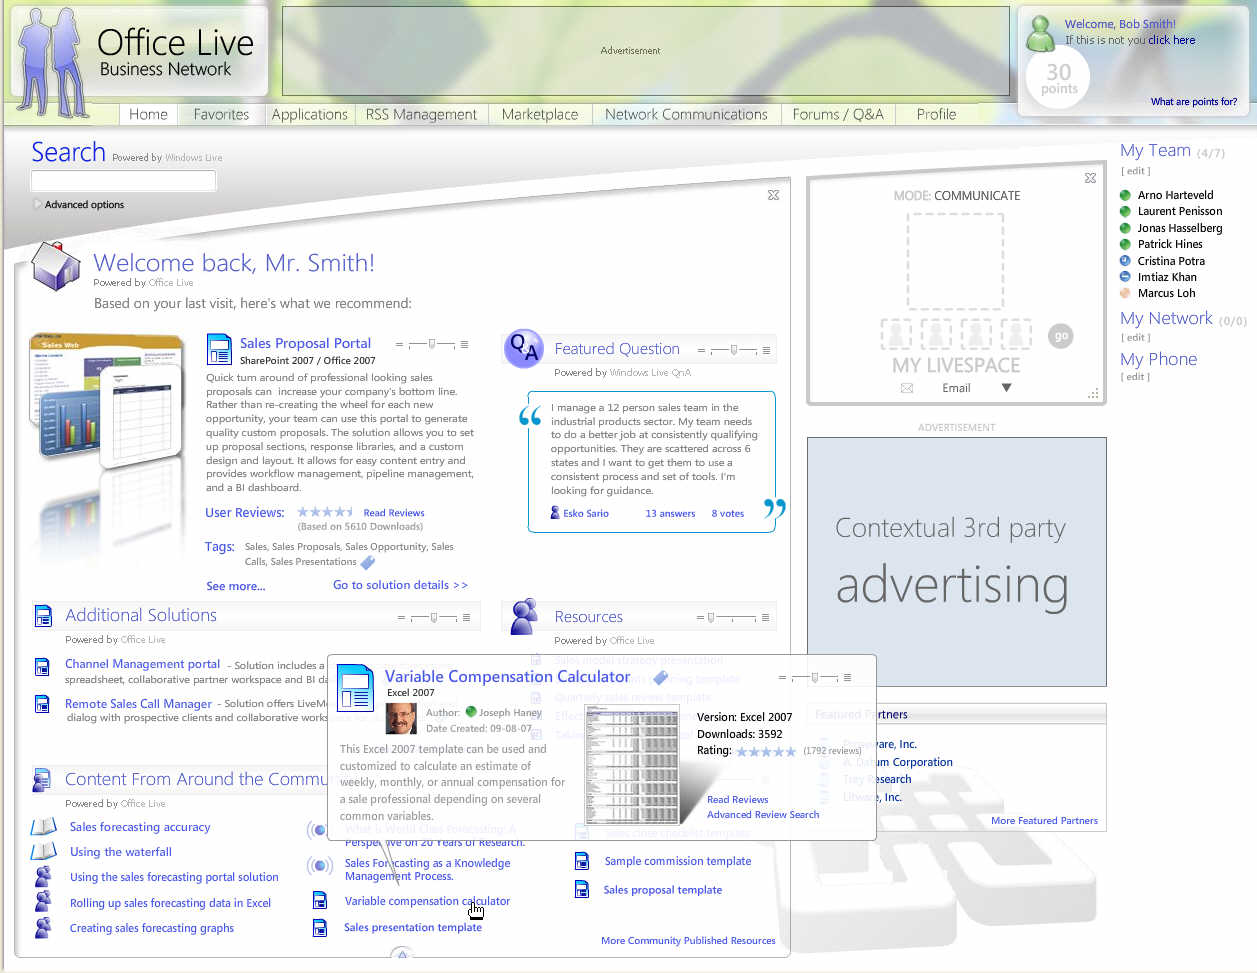 Office Live
Business Network
Advertisement
Welcome, Bob Smith!
If this is not you click here
30
points
What are points for?
Home
Favorites
Applications
RSS Management
Marketplace
Network Communications
Forums / Q&A
Profile
Search Powered by Windows Live
Advanced options
Welcome back, Mr. Smith!
Powered by Office Live
Based on your last visit, here's what we recommend:
Sales Web
Sales Proposal Portal
SharePoint 2007 / Office 2007
Quick turn around of professional looking sales
proposals can increase your company's bottom line.
Rather than re-creating the wheel for each new
opportunity, your team can use this portal to generate
quality custom proposals. The solution allows you to set
up proposal sections, response libraries, and a custom
design and layout. It allows for easy content entry and
provides workflow management, pipeline management,
and a BI dashboard.
User Reviews:
Read Reviews
(Based on 5610 Downloads)
Tags: Sales, Sales Proposals, Sales Opportunity, Sales
Calls, Sales Presentations
See more...
Go to solution details >>
QA
Featured Question
Powered by Windows Live QnA
“
I manage a 12 person sales team in the
industrial products sector. My team needs
to do a better job at consistently qualifying
opportunities. They are scattered across 6
states and I want to get them to use a
consistent process and set of tools. I'm
looking for guidance.
”
Esko Sario
13 answers
8 votes
Additional Solutions
Powered by Office Live
Channel Management portal - Solution includes a
spreadsheet, collaborative partner workspace and BI da
Remote Sales Call Manager - Solution offers LiveMe
dialog with prospective clients and collaborative works
Resources
Powered by Office Live
Sales model strategy presentation
Quarterly sales review template
Variable Compensation Calculator
Excel 2007
Author: Joseph Haney
Date Created: 09-08-07
This Excel 2007 template can be used and
customized to calculate an estimate of
weekly, monthly, or annual compensation for
a sale professional depending on several
common variables.
Version: Excel 2007
Downloads: 3592
Rating:
(1792 reviews)
Read Reviews
Advanced Review Search
Content From Around the Commu
Powered by Office Live
Sales forecasting accuracy
Using the waterfall
Using the sales forecasting portal solution
Rolling up sales forecasting data in Excel
Creating sales forecasting graphs
What is World Class Forecasting: A
Perspective on 20 Years of Research.
Sales Forecasting as a Knowledge
Management Process.
Variable compensation calculator
Sales presentation template
Sample commission template
Sales proposal template
More Community Published Resources
MODE: COMMUNICATE
go
MY LIVESPACE
Email
ADVERTISEMENT
Contextual 3rd party
advertising
Featured Partners
A. Datum Corporation
Trey Research
Litware, Inc.
More Featured Partners
My Team (4/7)
[ edit ]
Arno Harteveld
Laurent Penisson
Jonas Hasselberg
Patrick Hines
Cristina Potra
Imtiaz Khan
Marcus Loh
My Network (0/0)
[ edit ]
My Phone
[ edit ]